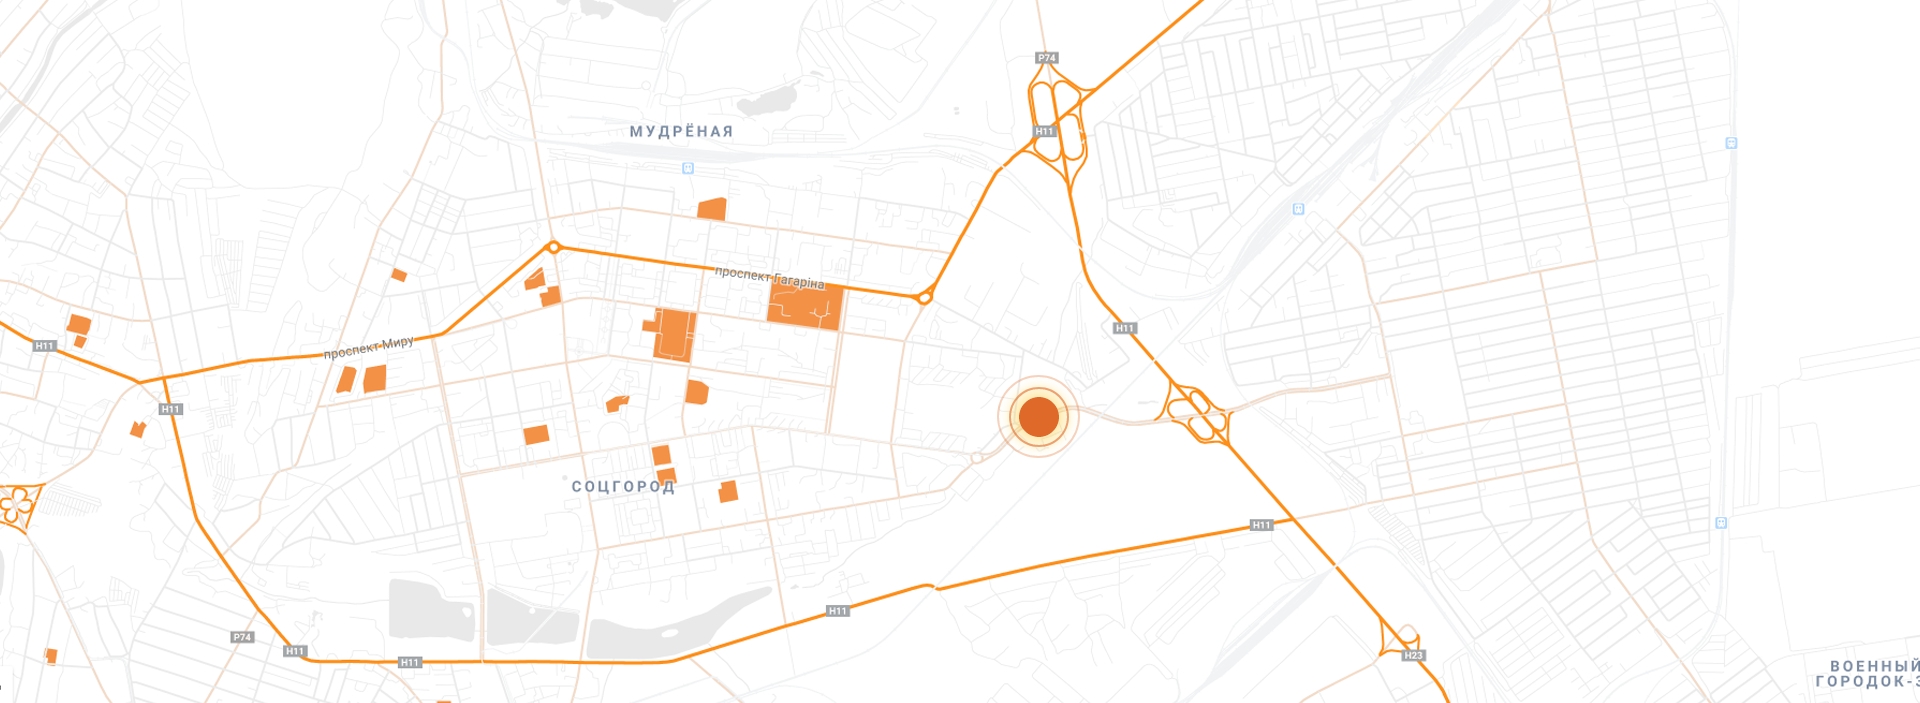 P74
МУДРЁНАЯ
H11
проспект Гагаріна
H11
H11
проспект Миру
H11
СОЦГОРОД
H11
H11
P74
H11
H11
H23
ВОЕННЫЙ
ГОРОДОК-3